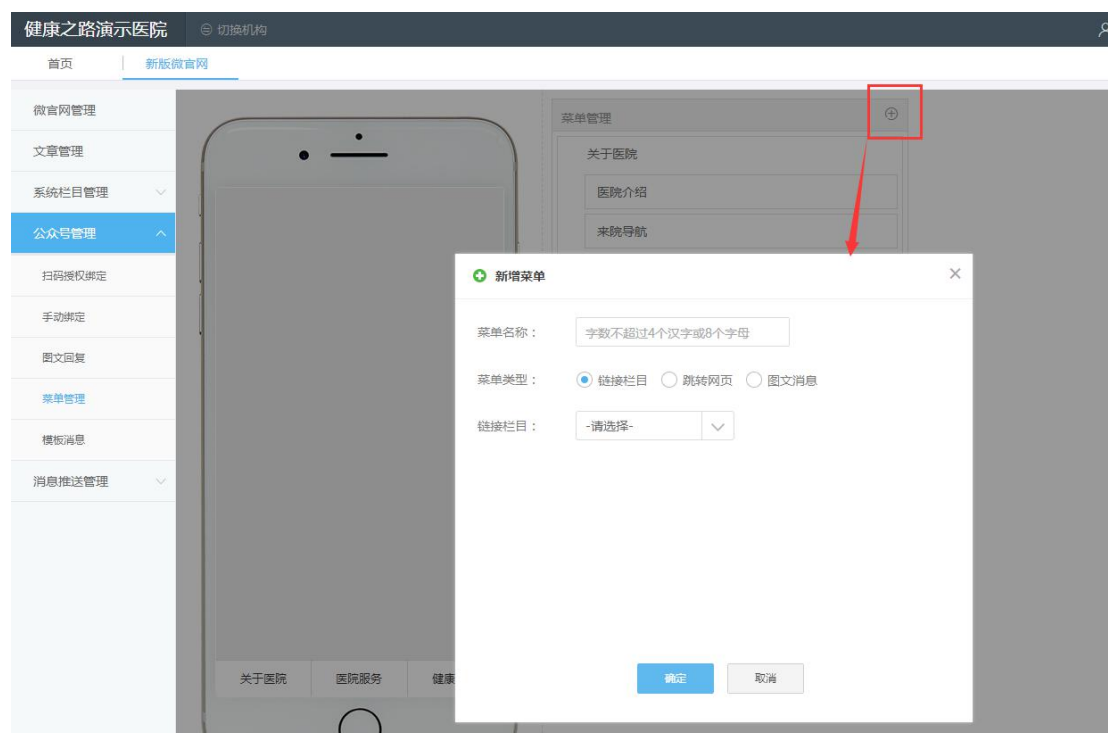 健康之路演示医院 切换机构
首页 新版微官网
微官网管理
文章管理
系统栏目管理
公众号管理
扫码授权绑定
手动绑定
图文回复
菜单管理
模板消息
消息推送管理
菜单管理
关于医院
医院介绍
来院导航
新增菜单
菜单名称： 字数不超过4个汉字或8个字母
菜单类型： 链接栏目 跳转网页 图文消息
链接栏目： -请选择-
确定 取消
关于医院 医院服务 健康